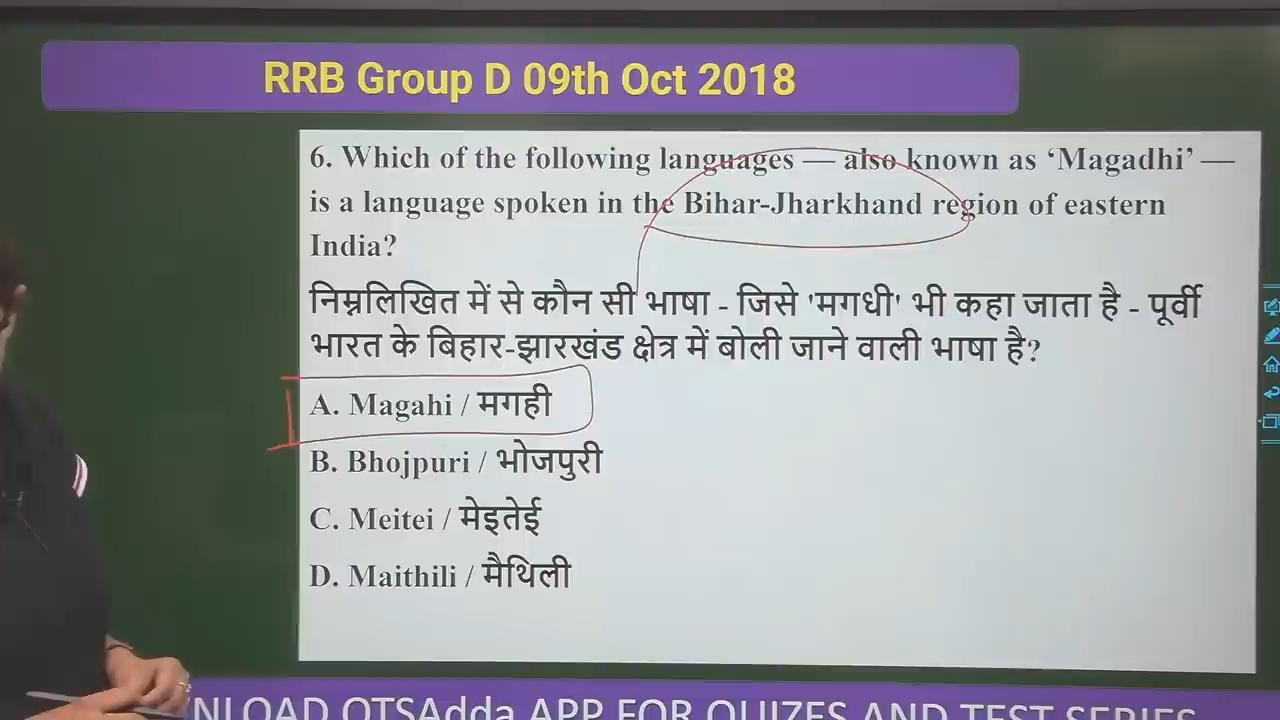 RRB Group D 09th Oct 2018
6. Which of the following languages — also known as ‘Magadhi’ —
is a language spoken in the Bihar-Jharkhand region of eastern
India?
निम्नलिखित में से कौन सी भाषा - जिसे 'मगधी' भी कहा जाता है - पूर्वी
भारत के बिहार-झारखंड क्षेत्र में बोली जाने वाली भाषा है?
A. Magahi / मगही
B. Bhojpuri / भोजपुरी
C. Meitei / मेइतेई
D. Maithili / मैथिली
NLOAD OTSAdda APP FOR QUIZES AND TEST SERIES